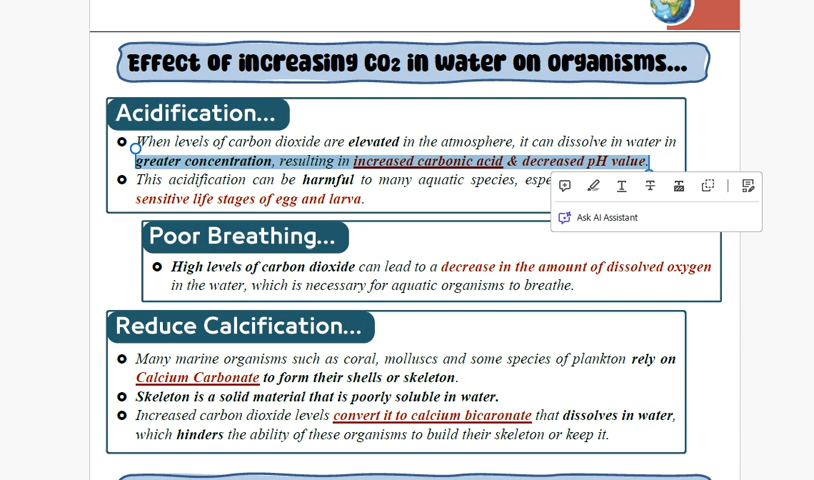 Effect of increasing CO₂ in water on organisms...
Acidification...
When levels of carbon dioxide are elevated in the atmosphere, it can dissolve in water in
greater concentration, resulting in increased carbonic acid & decreased pH value.
This acidification can be harmful to many aquatic species,
sensitive life stages of egg and larva.
Ask AI Assistant
Poor Breathing...
High levels of carbon dioxide can lead to a decrease in the amount of dissolved oxygen
in the water, which is necessary for aquatic organisms to breathe.
Reduce Calcification...
Many marine organisms such as coral, molluscs and some species of plankton rely on
Calcium Carbonate to form their shells or skeleton.
Skeleton is a solid material that is poorly soluble in water.
Increased carbon dioxide levels convert it to calcium bicaronate that dissolves in water,
which hinders the ability of these organisms to build their skeleton or keep it.